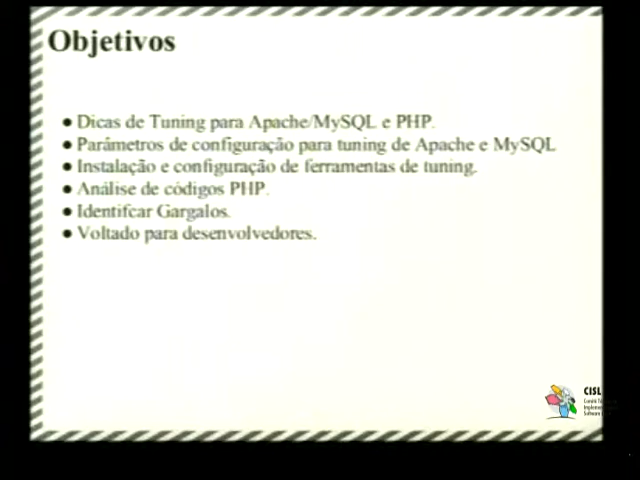 Objetivos
● Dicas de Tuning para Apache/MySQL e PHP.
● Parâmetros de configuração para tuning de Apache e MySQL
● Instalação e configuração de ferramentas de tuning.
● Análise de códigos PHP.
● Identifcar Gargalos.
● Voltado para desenvolvedores.
CISL
Software